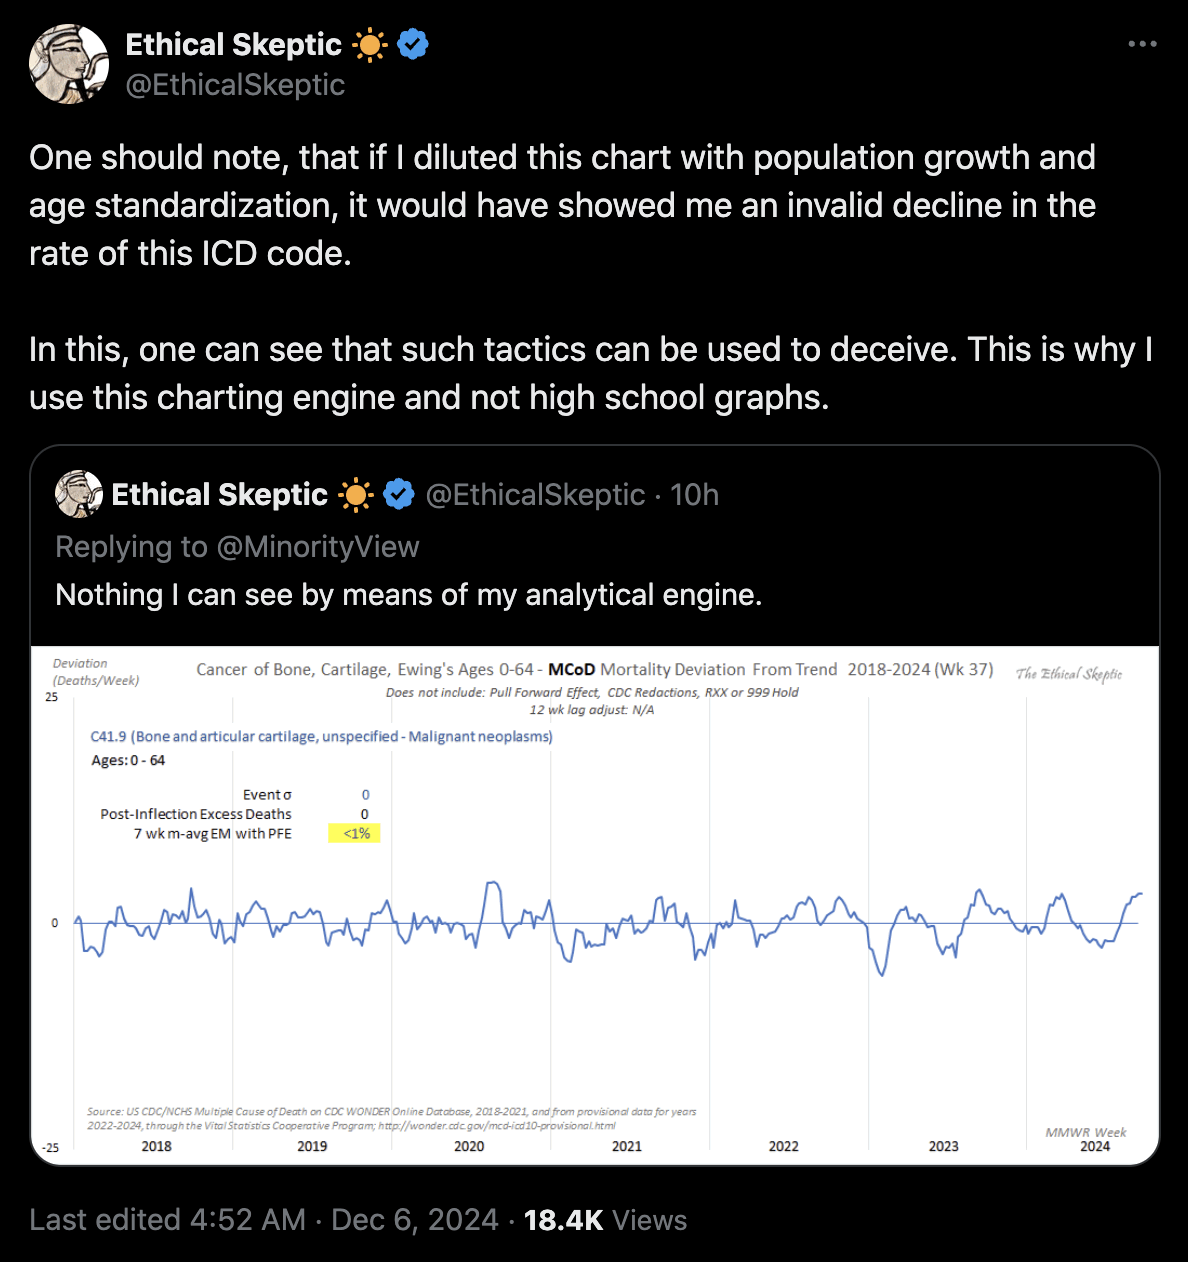 Ethical Skeptic
@EthicalSkeptic
One should note, that if I diluted this chart with population growth and
age standardization, it would have showed me an invalid decline in the
rate of this ICD code.
In this, one can see that such tactics can be used to deceive. This is why I
use this charting engine and not high school graphs.
Ethical Skeptic @EthicalSkeptic · 10h
Replying to @MinorityView
Nothing I can see by means of my analytical engine.
Deviation
(Deaths/Week)
Cancer of Bone, Cartilage, Ewing's Ages 0-64 - MCoD Mortality Deviation From Trend 2018-2024 (Wk 37)
The Ethical Skeptic
Does not include: Pull Forward Effect, CDC Redactions, RXX or 999 Hold
12 wk lag adjust: N/A
25
C41.9 (Bone and articular cartilage, unspecified - Malignant neoplasms)
Ages: 0 - 64
Event σ 0
Post-Inflection Excess Deaths 0
7 wk m-avg EM with PFE <1%
0
Source: US CDC/NCHS Multiple Cause of Death on CDC WONDER Online Database, 2018-2021, and from provisional data for years
2022-2024, through the Vital Statistics Cooperative Program; http://wonder.cdc.gov/mcd-icd10-provisional.html
MMWR Week
-25 2018 2019 2020 2021 2022 2023 2024
Last edited 4:52 AM · Dec 6, 2024 · 18.4K Views